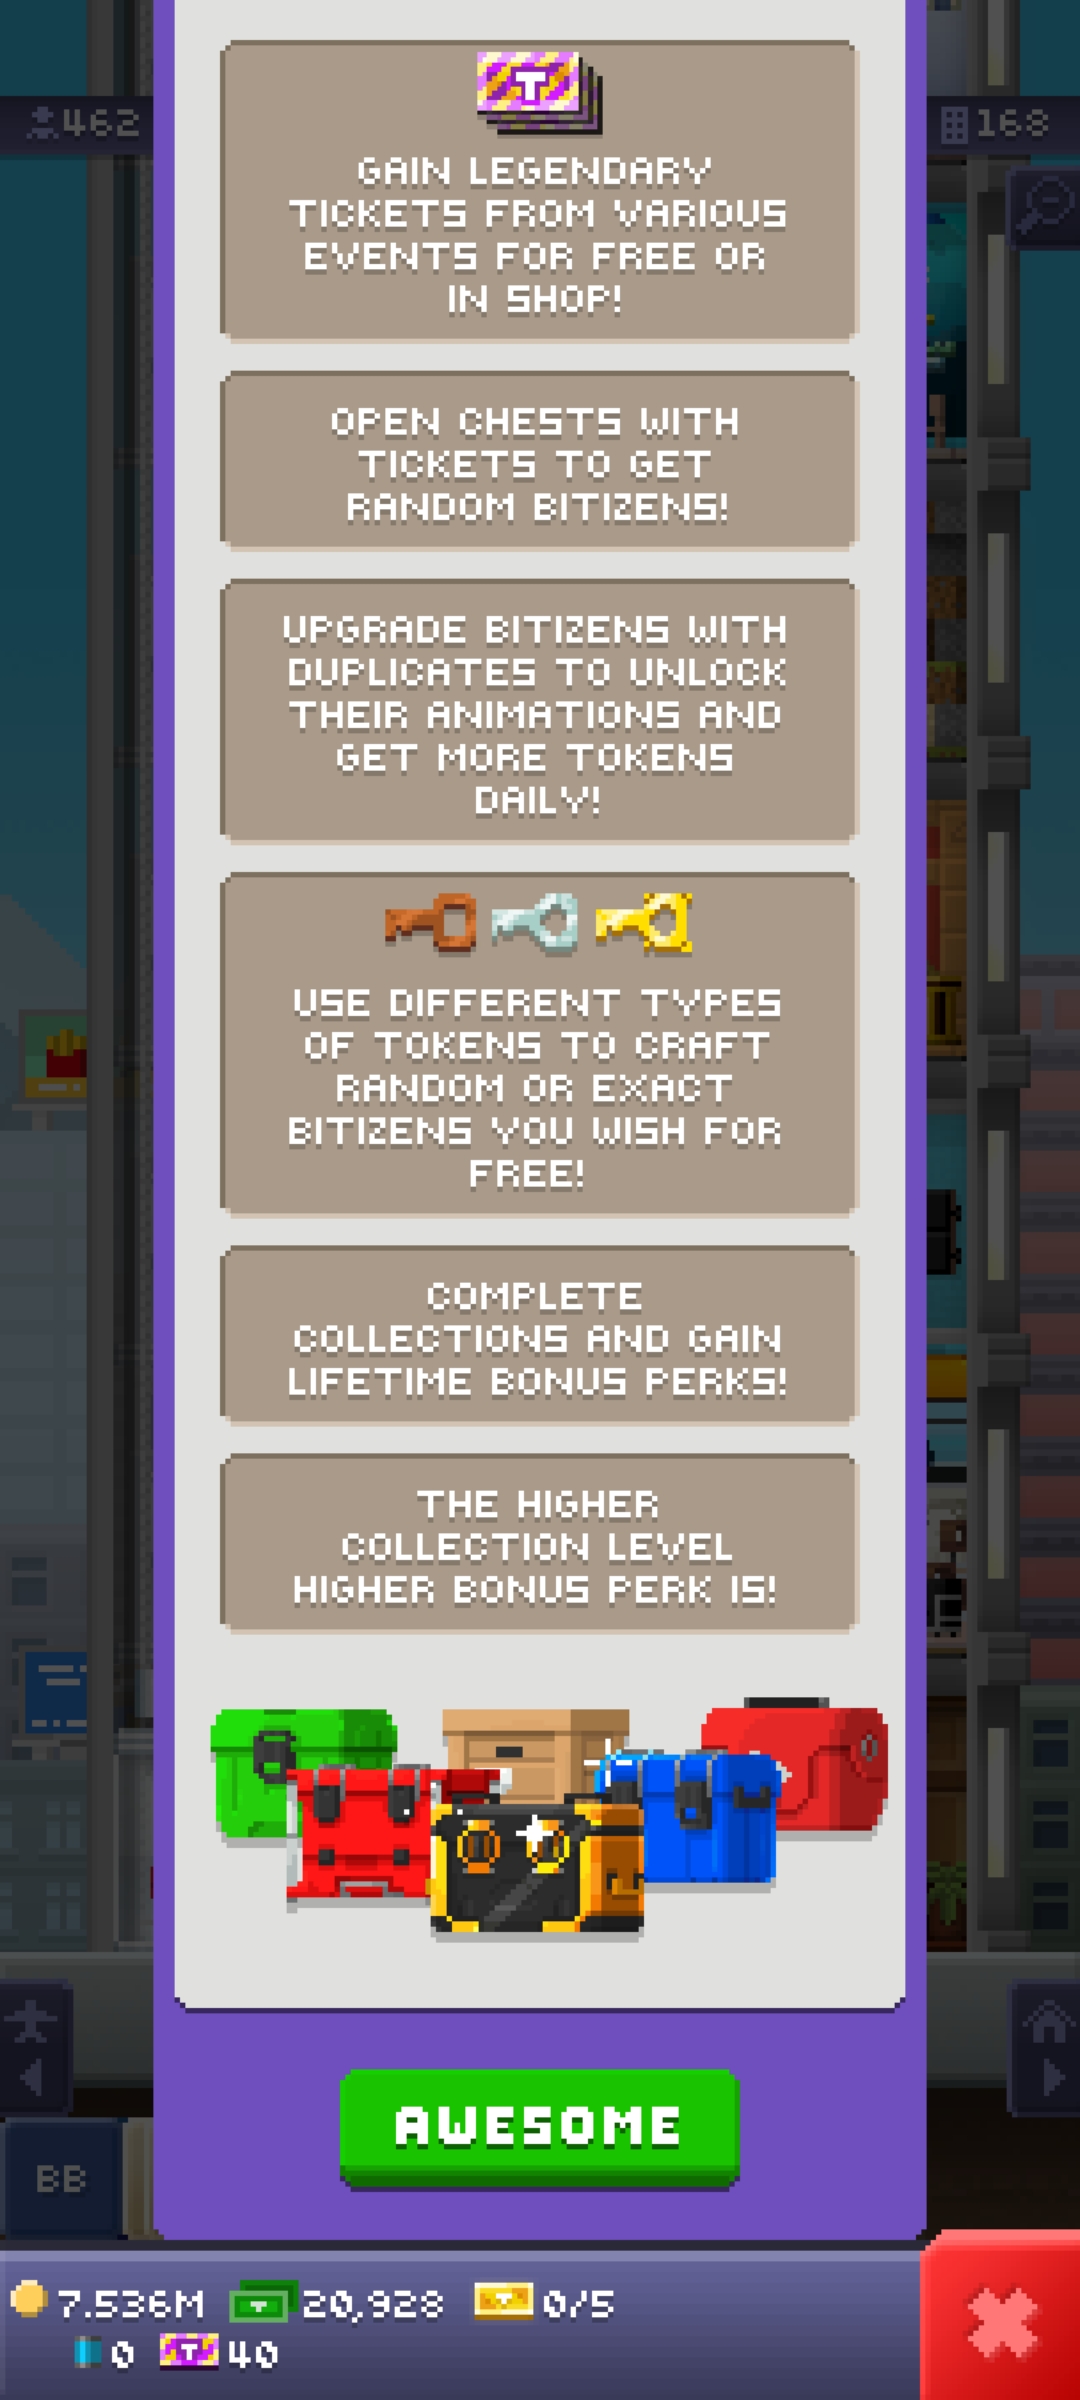 462
168
T
GAIN LEGENDARY
TICKETS FROM VARIOUS
EVENTS FOR FREE OR
IN SHOP!
OPEN CHESTS WITH
TICKETS TO GET
RANDOM BITIZENS!
UPGRADE BITIZENS WITH
DUPLICATES TO UNLOCK
THEIR ANIMATIONS AND
GET MORE TOKENS
DAILY!
USE DIFFERENT TYPES
OF TOKENS TO CRAFT
RANDOM OR EXACT
BITIZENS YOU WISH FOR
FREE!
COMPLETE
COLLECTIONS AND GAIN
LIFETIME BONUS PERKS!
THE HIGHER
COLLECTION LEVEL
HIGHER BONUS PERK IS!
AWESOME
BB
7.536M 20,928 0/5
0 T 40